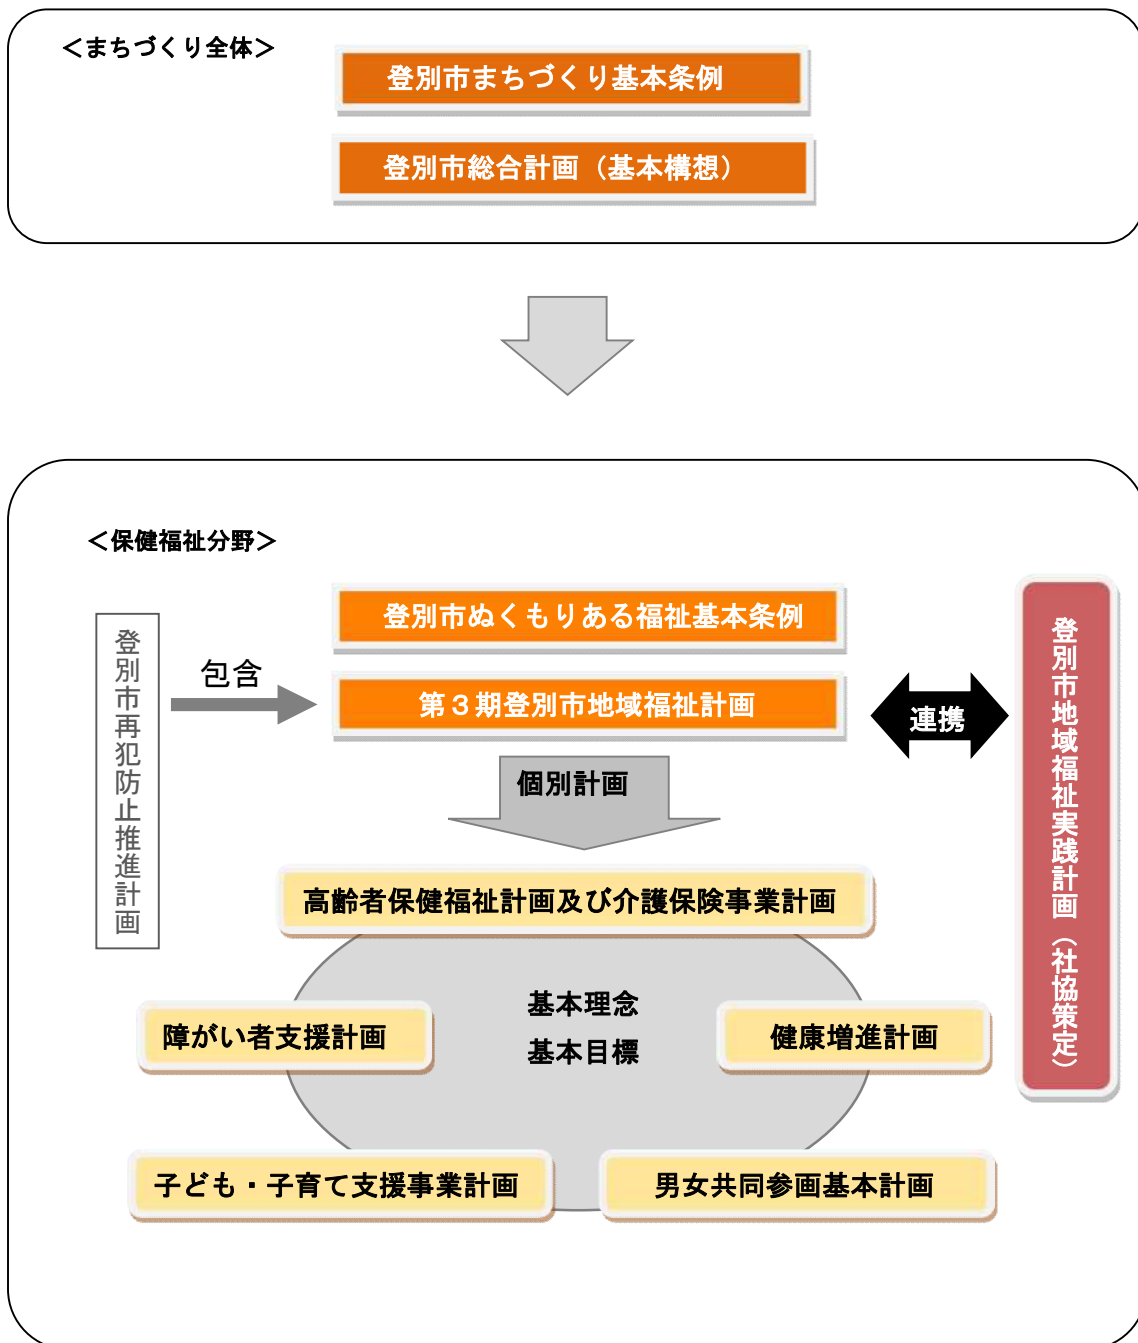 ＜まちづくり全体＞
登別市まちづくり基本条例
登別市総合計画（基本構想）
＜保健福祉分野＞
登別市ぬくもりある福祉基本条例
登別市再犯防止推進計画
包含
第３期登別市地域福祉計画
連携
登別市地域福祉実践計画（社協策定）
個別計画
高齢者保健福祉計画及び介護保険事業計画
基本理念
基本目標
障がい者支援計画
健康増進計画
子ども・子育て支援事業計画
男女共同参画基本計画